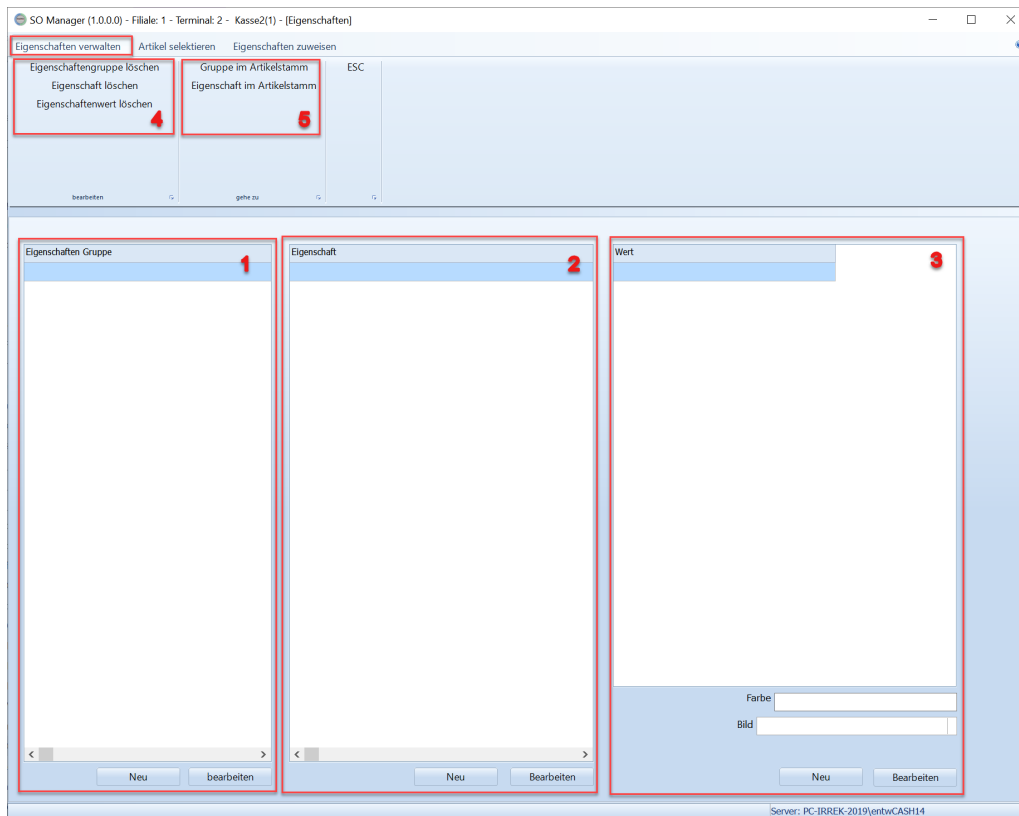 SO Manager (1.0.0.0) - Filiale: 1 - Terminal: 2 - Kasse2(1) - [Eigenschaften]
Eigenschaften verwalten Artikel selektieren Eigenschaften zuweisen
Eigenschaftengruppe löschen Gruppe im Artikelstamm ESC
Eigenschaft löschen Eigenschaft im Artikelstamm
Eigenschaftenwert löschen
4 5
bearbeiten gehe zu
Eigenschaften Gruppe 1 Eigenschaft 2 Wert 3
Farbe
Bild
Neu bearbeiten Neu Bearbeiten Neu Bearbeiten
Server: PC-IRREK-2019\entwCASH14